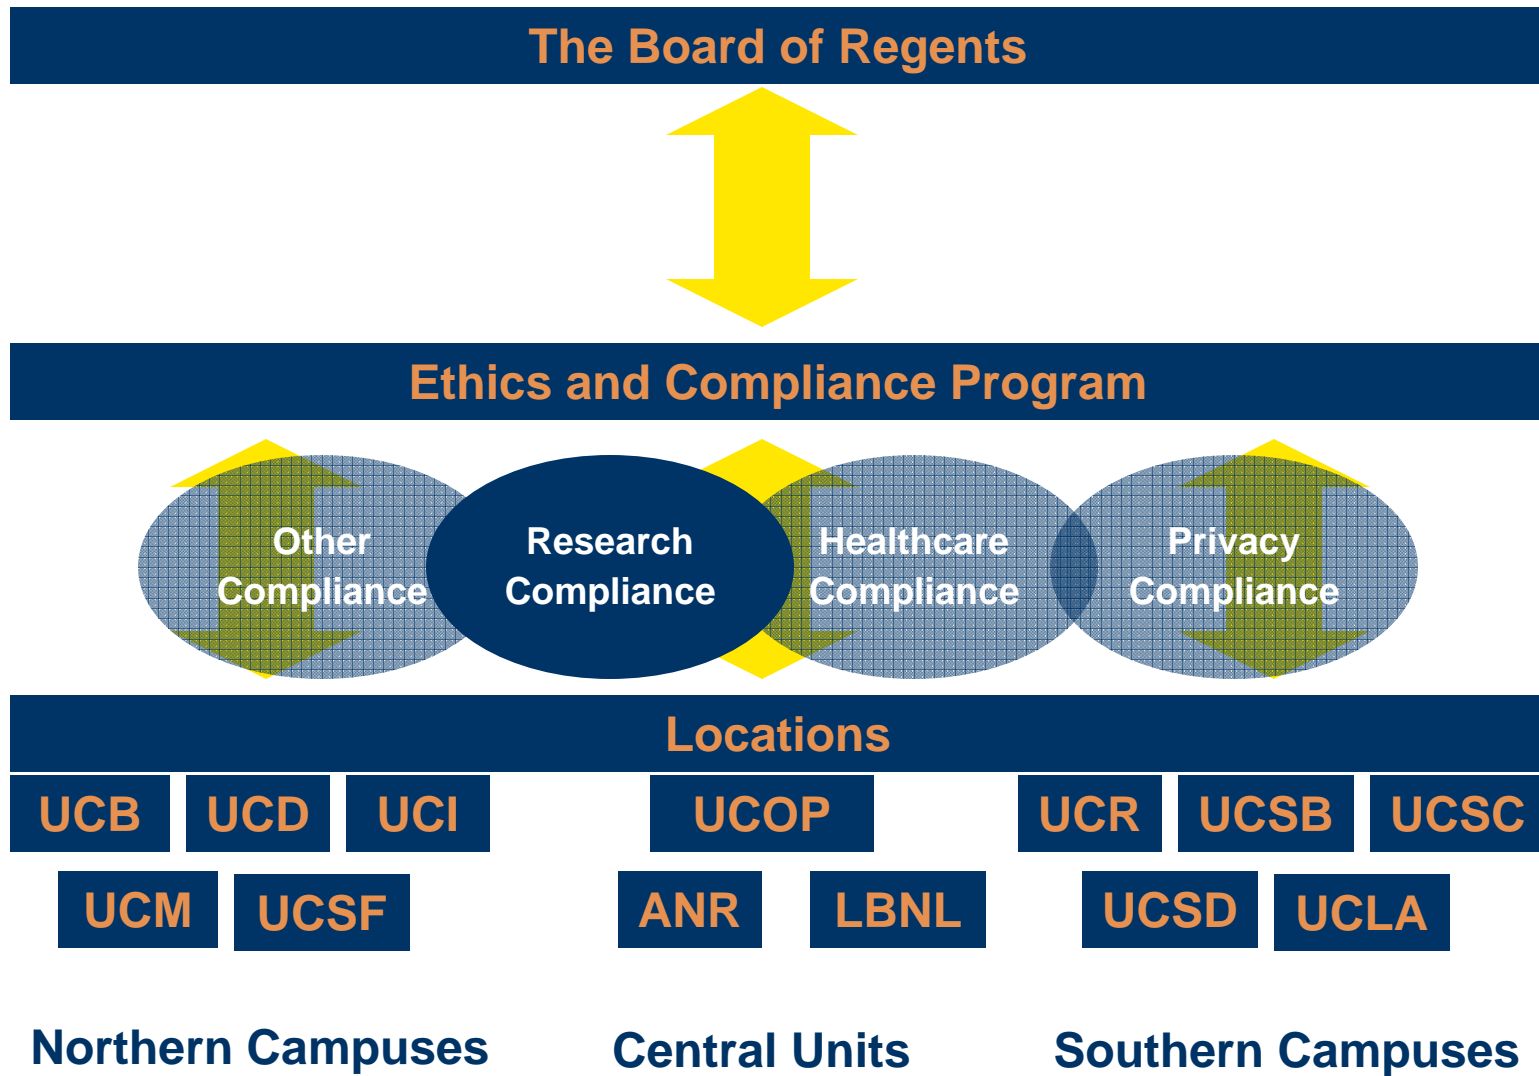 The Board of Regents
Ethics and Compliance Program
Other
Compliance
Research
Compliance
Healthcare
Compliance
Privacy
Compliance
Locations
UCB
UCD
UCI
UCOP
UCR
UCSB
UCSC
UCM
UCSF
ANR
LBNL
UCSD
UCLA
Northern Campuses
Central Units
Southern Campuses